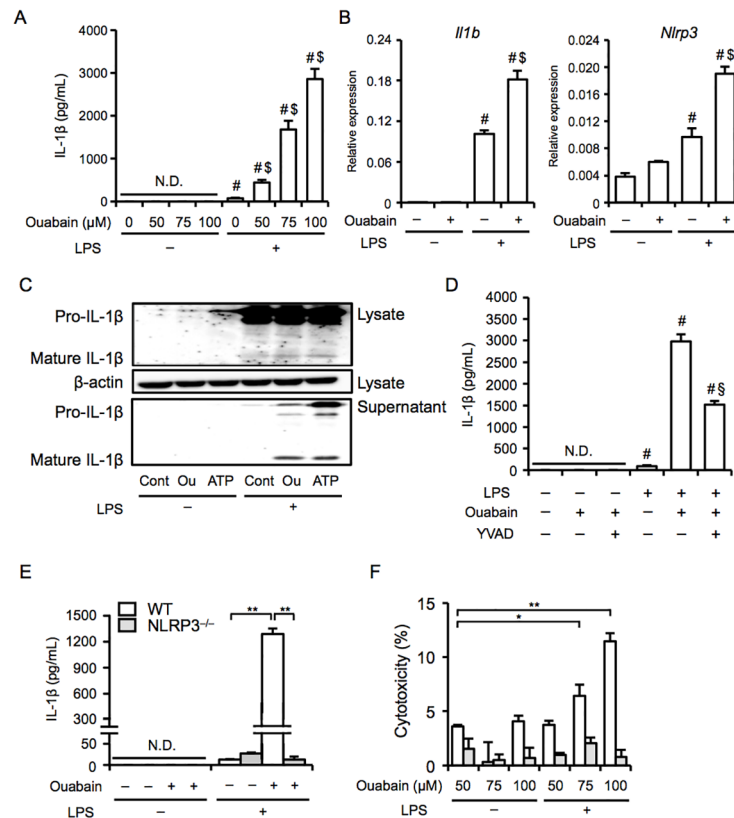 A
IL-1β (pg/mL)
4000
3000
2000
1000
0
N.D.
#
#$
#$
#$
Ouabain (μM) 0 50 75 100 0 50 75 100
LPS – +
B
Il1b
Relative expression
0.24
0.18
0.12
0.06
0
#
#$
Ouabain – + – +
LPS – +
Nlrp3
Relative expression
0.024
0.020
0.016
0.012
0.008
0.004
0.000
#
#$
– + – +
– +
C
Pro-IL-1β Lysate
Mature IL-1β
β-actin Lysate
Pro-IL-1β Supernatant
Mature IL-1β
Cont Ou ATP Cont Ou ATP
LPS – +
D
IL-1β (pg/mL)
4000
3500
3000
2500
2000
1500
1000
500
0
N.D.
#
#
#§
LPS – – – + + +
Ouabain – + + – + +
YVAD – – + – – +
E
WT
NLRP3–/–
IL-1β (pg/mL)
1500
1300
1100
900
700
500
300
50
0
N.D.
** **
Ouabain – – + + – – + +
LPS – +
F
Cytotoxicity (%)
15
10
5
0
**
*
Ouabain (μM) 50 75 100 50 75 100
LPS – +